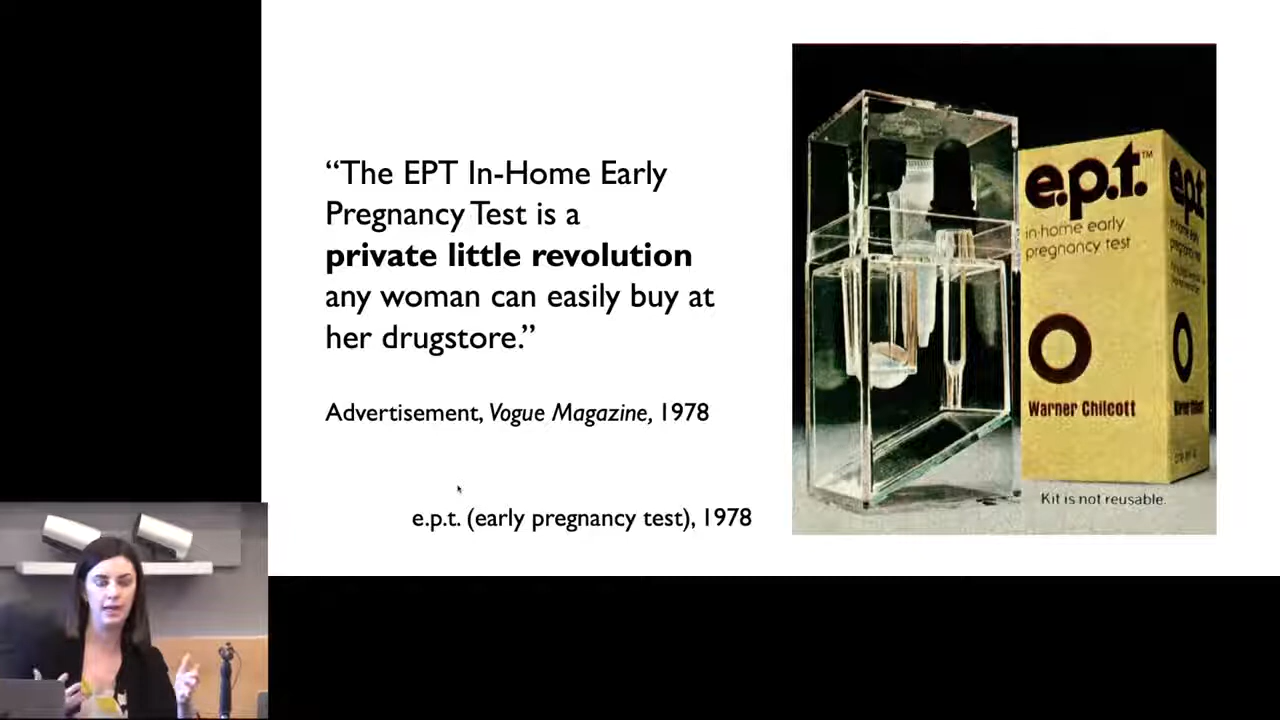 “The EPT In-Home Early
Pregnancy Test is a
private little revolution
any woman can easily buy at
her drugstore.”
Advertisement, Vogue Magazine, 1978
e.p.t. (early pregnancy test), 1978
e.p.t.™
in-home early
pregnancy test
Warner Chilcott
ept
Kit is not reusable.